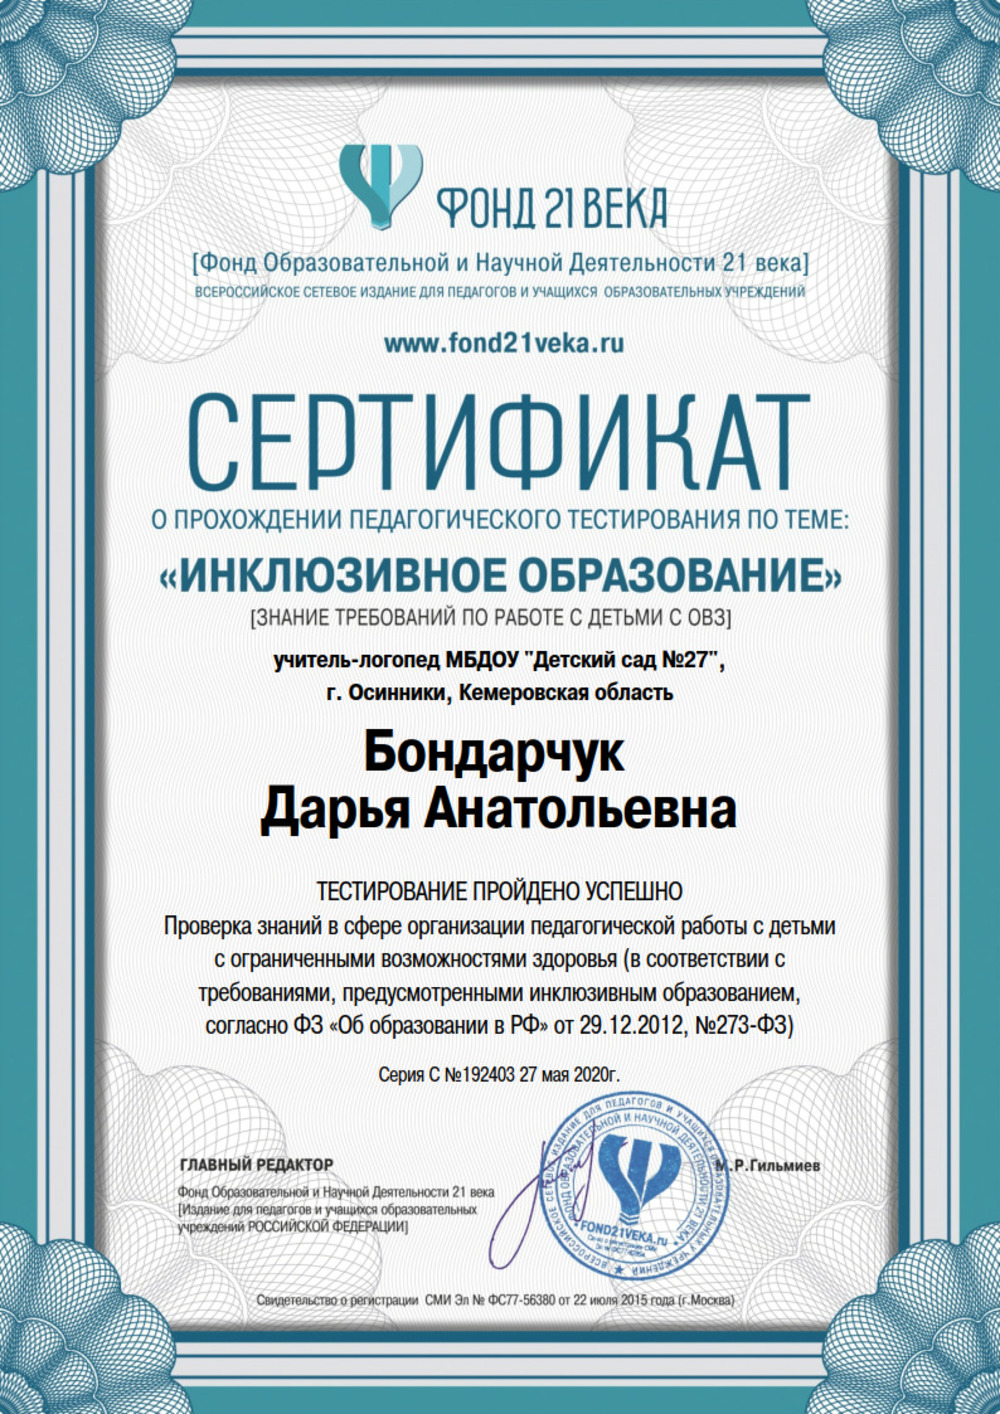 ФОНД 21 ВЕКА
[Фонд Образовательной и Научной Деятельности 21 века]
ВСЕРОССИЙСКОЕ СЕТЕВОЕ ИЗДАНИЕ ДЛЯ ПЕДАГОГОВ И УЧАЩИХСЯ ОБРАЗОВАТЕЛЬНЫХ УЧРЕЖДЕНИЙ
www.fond21veka.ru
СЕРТИФИКАТ
О ПРОХОЖДЕНИИ ПЕДАГОГИЧЕСКОГО ТЕСТИРОВАНИЯ ПО ТЕМЕ:
«ИНКЛЮЗИВНОЕ ОБРАЗОВАНИЕ»
[ЗНАНИЕ ТРЕБОВАНИЙ ПО РАБОТЕ С ДЕТЬМИ С ОВЗ]
учитель-логопед МБДОУ "Детский сад №27",
г. Осинники, Кемеровская область
Бондарчук
Дарья Анатольевна
ТЕСТИРОВАНИЕ ПРОЙДЕНО УСПЕШНО
Проверка знаний в сфере организации педагогической работы с детьми
с ограниченными возможностями здоровья (в соответствии с
требованиями, предусмотренными инклюзивным образованием,
согласно ФЗ «Об образовании в РФ» от 29.12.2012, №273-ФЗ)
Серия С №192403 27 мая 2020г.
ГЛАВНЫЙ РЕДАКТОР
М.Р.Гильмиев
Фонд Образовательной и Научной Деятельности 21 века
[Издание для педагогов и учащихся образовательных
учреждений РОССИЙСКОЙ ФЕДЕРАЦИИ]
ВСЕРОССИЙСКОЕ СЕТЕВОЕ ИЗДАНИЕ ДЛЯ ПЕДАГОГОВ И УЧАЩИХСЯ ОБРАЗОВАТЕЛЬНЫХ УЧРЕЖДЕНИЙ
ФОНД ОБРАЗОВАТЕЛЬНОЙ И НАУЧНОЙ ДЕЯТЕЛЬНОСТИ 21 ВЕКА
FOND21VEKA.ru
Свидетельство о регистрации СМИ Эл № ФС77-56380 от 22 июля 2015 года (г.Москва)